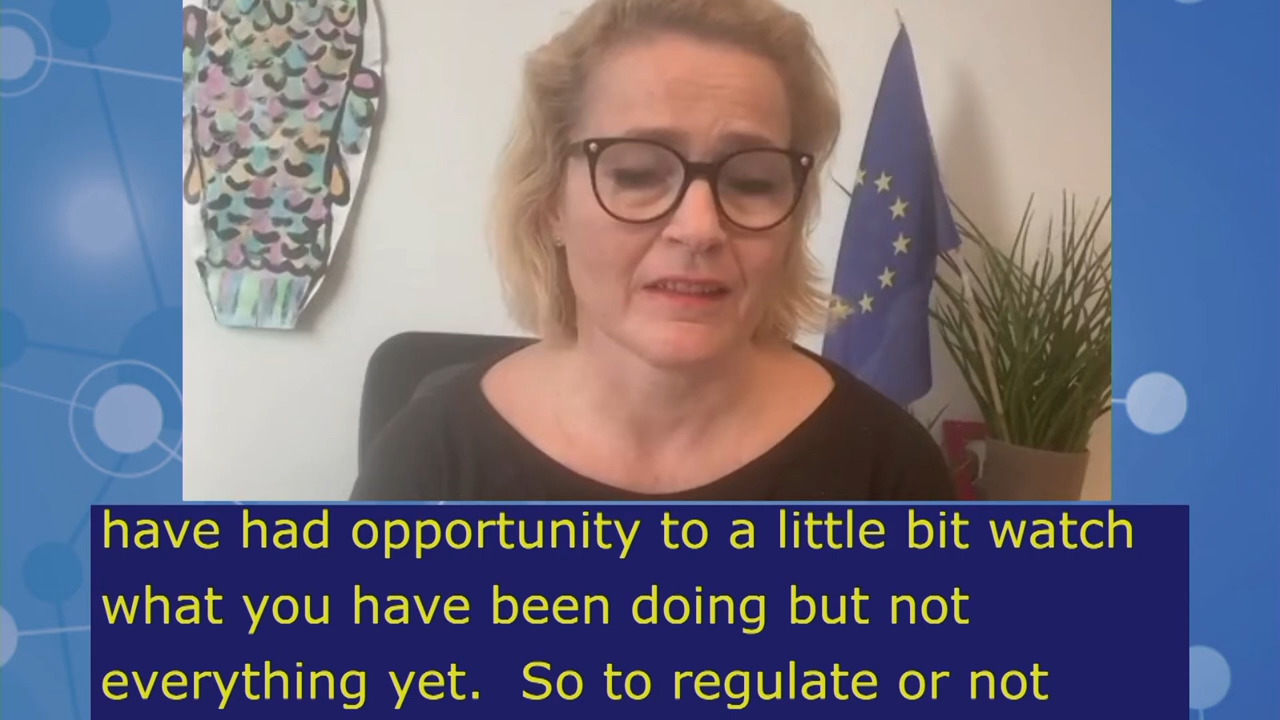 have had opportunity to a little bit watch
what you have been doing but not
everything yet.  So to regulate or not